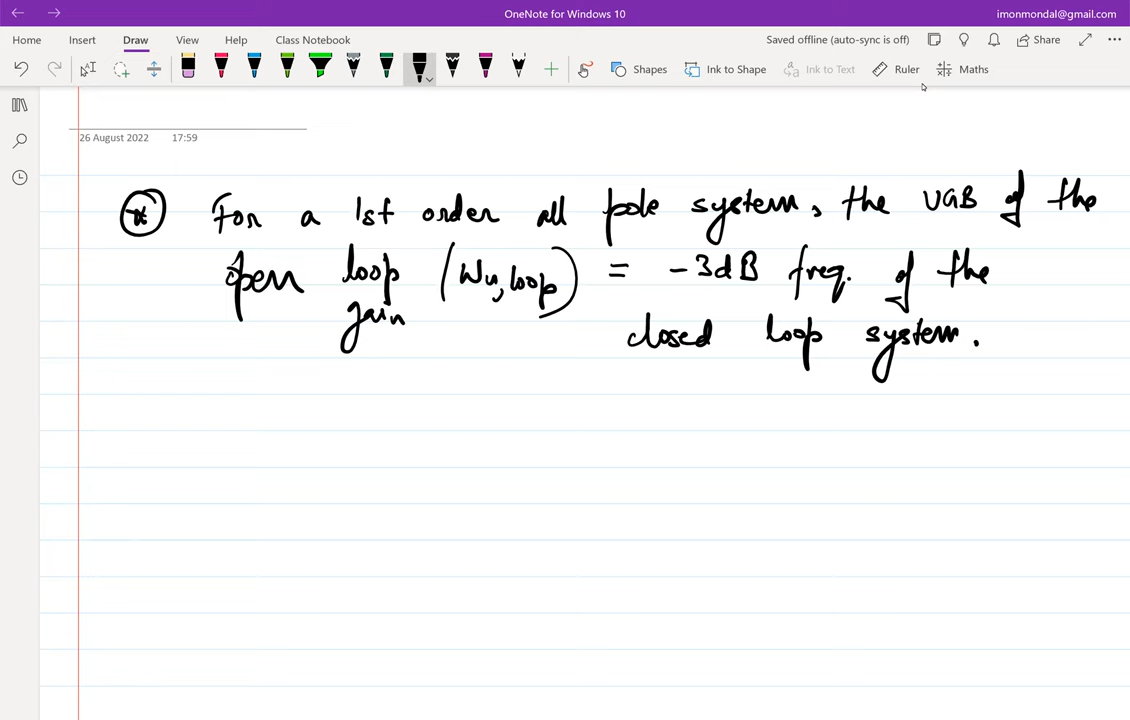 OneNote for Windows 10
imonmondal@gmail.com
Home Insert Draw View Help Class Notebook
Saved offline (auto-sync is off) Share
Shapes Ink to Shape Ink to Text Ruler Maths
26 August 2022 17:59
* For a 1st order all pole system, the UGB of the
open loop (Wu,loop) = -3dB freq. of the
gain
closed loop system.